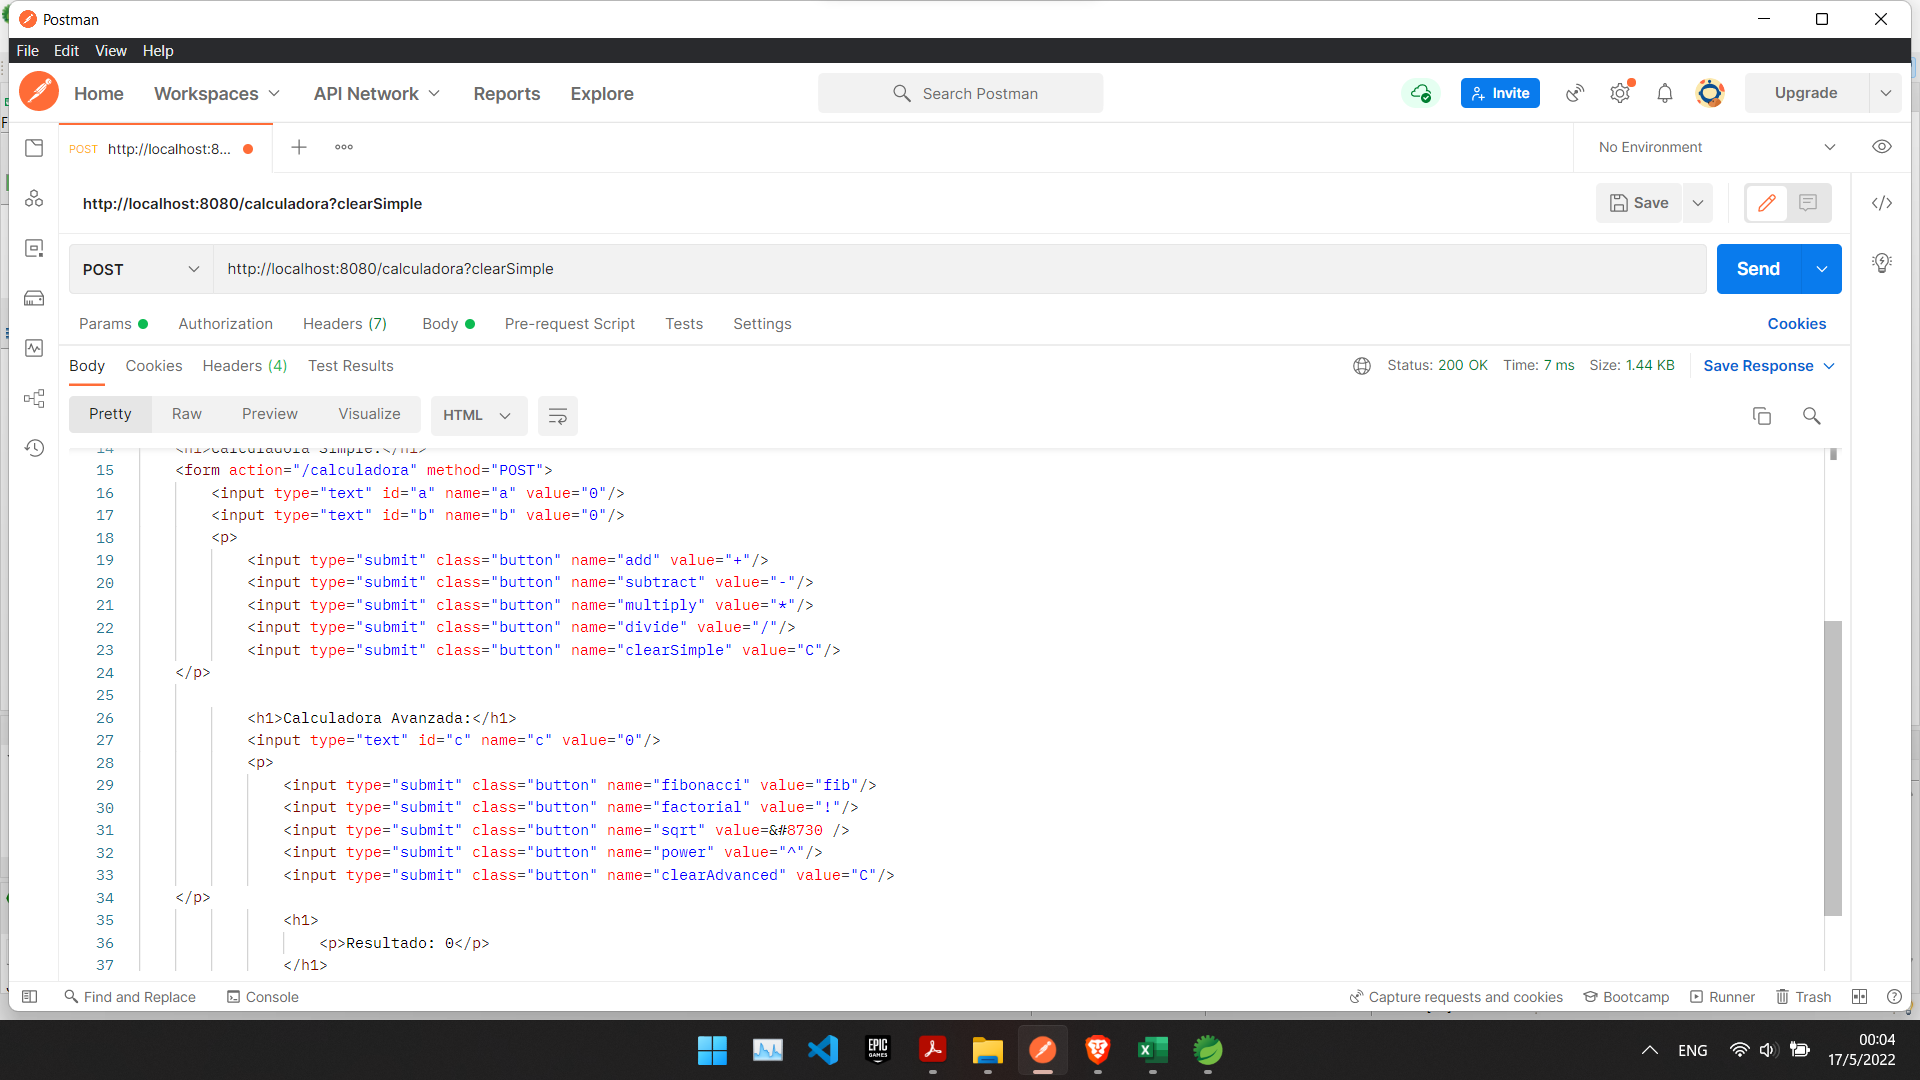 Postman
File Edit View Help
Home Workspaces API Network Reports Explore Search Postman Invite Upgrade
POST http://localhost:8... No Environment
http://localhost:8080/calculadora?clearSimple Save
POST http://localhost:8080/calculadora?clearSimple Send
Params Authorization Headers (7) Body Pre-request Script Tests Settings Cookies
Body Cookies Headers (4) Test Results Status: 200 OK Time: 7 ms Size: 1.44 KB Save Response
Pretty Raw Preview Visualize HTML
14 <h1>Calculadora Simple:</h1>
15 <form action="/calculadora" method="POST">
16 <input type="text" id="a" name="a" value="0"/>
17 <input type="text" id="b" name="b" value="0"/>
18 <p>
19 <input type="submit" class="button" name="add" value="+"/>
20 <input type="submit" class="button" name="subtract" value="-"/>
21 <input type="submit" class="button" name="multiply" value="*"/>
22 <input type="submit" class="button" name="divide" value="/"/>
23 <input type="submit" class="button" name="clearSimple" value="C"/>
24 </p>
25
26 <h1>Calculadora Avanzada:</h1>
27 <input type="text" id="c" name="c" value="0"/>
28 <p>
29 <input type="submit" class="button" name="fibonacci" value="fib"/>
30 <input type="submit" class="button" name="factorial" value="!"/>
31 <input type="submit" class="button" name="sqrt" value=&#8730 />
32 <input type="submit" class="button" name="power" value="^"/>
33 <input type="submit" class="button" name="clearAdvanced" value="C"/>
34 </p>
35 <h1>
36 <p>Resultado: 0</p>
37 </h1>
Find and Replace Console Capture requests and cookies Bootcamp Runner Trash
EPIC GAMES
ENG 00:04
17/5/2022